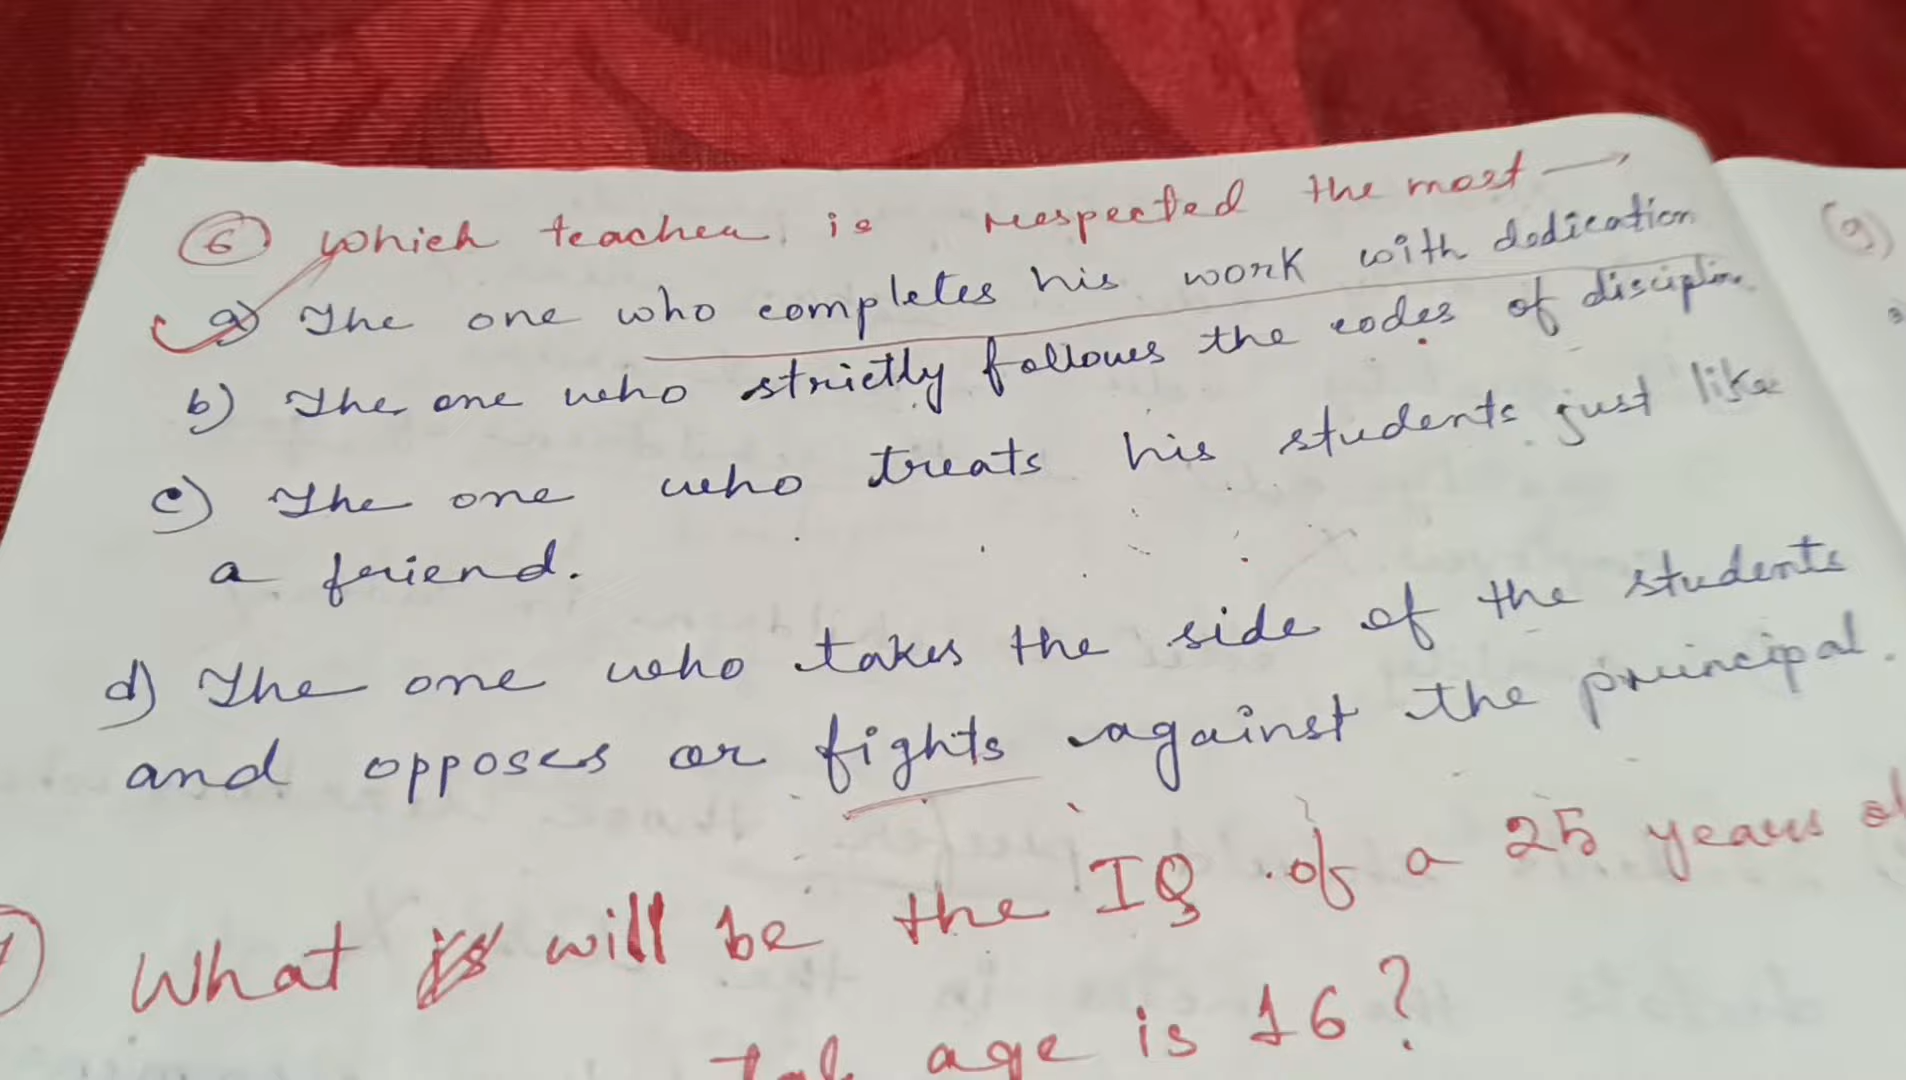 6 Which teacher is respected the most →
a) The one who completes his work with dedication
b) The one who strictly follows the codes of discipline
c) The one who treats his students just like
a friend.
d) The one who takes the side of the students
and opposes or fights against the principal.
What is will be the IQ of a 25 years
age is 16?
(9)